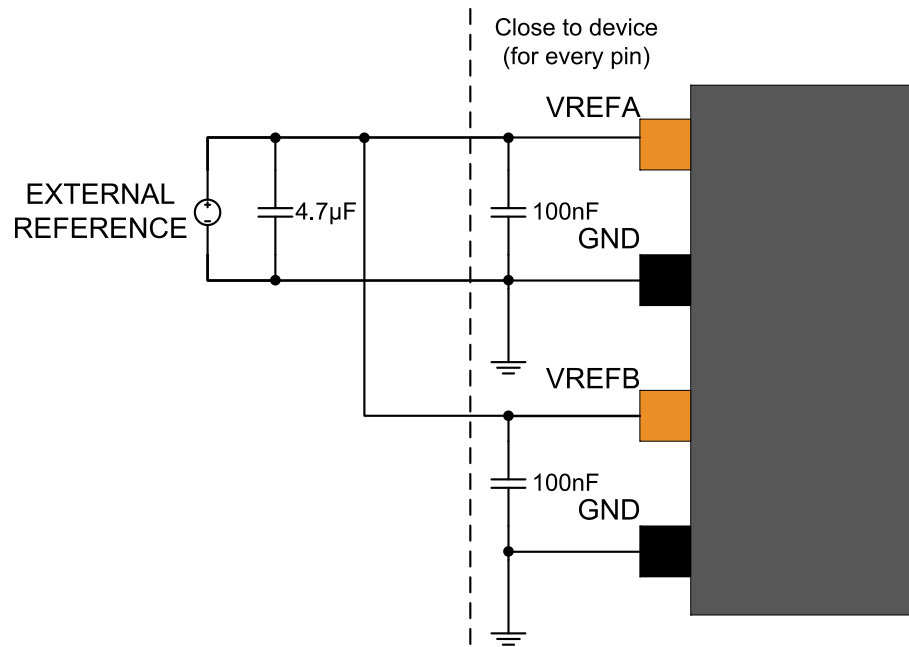 Close to device
(for every pin)
VREFA
EXTERNAL
REFERENCE
+
-
4.7µF
100nF
GND
VREFB
100nF
GND